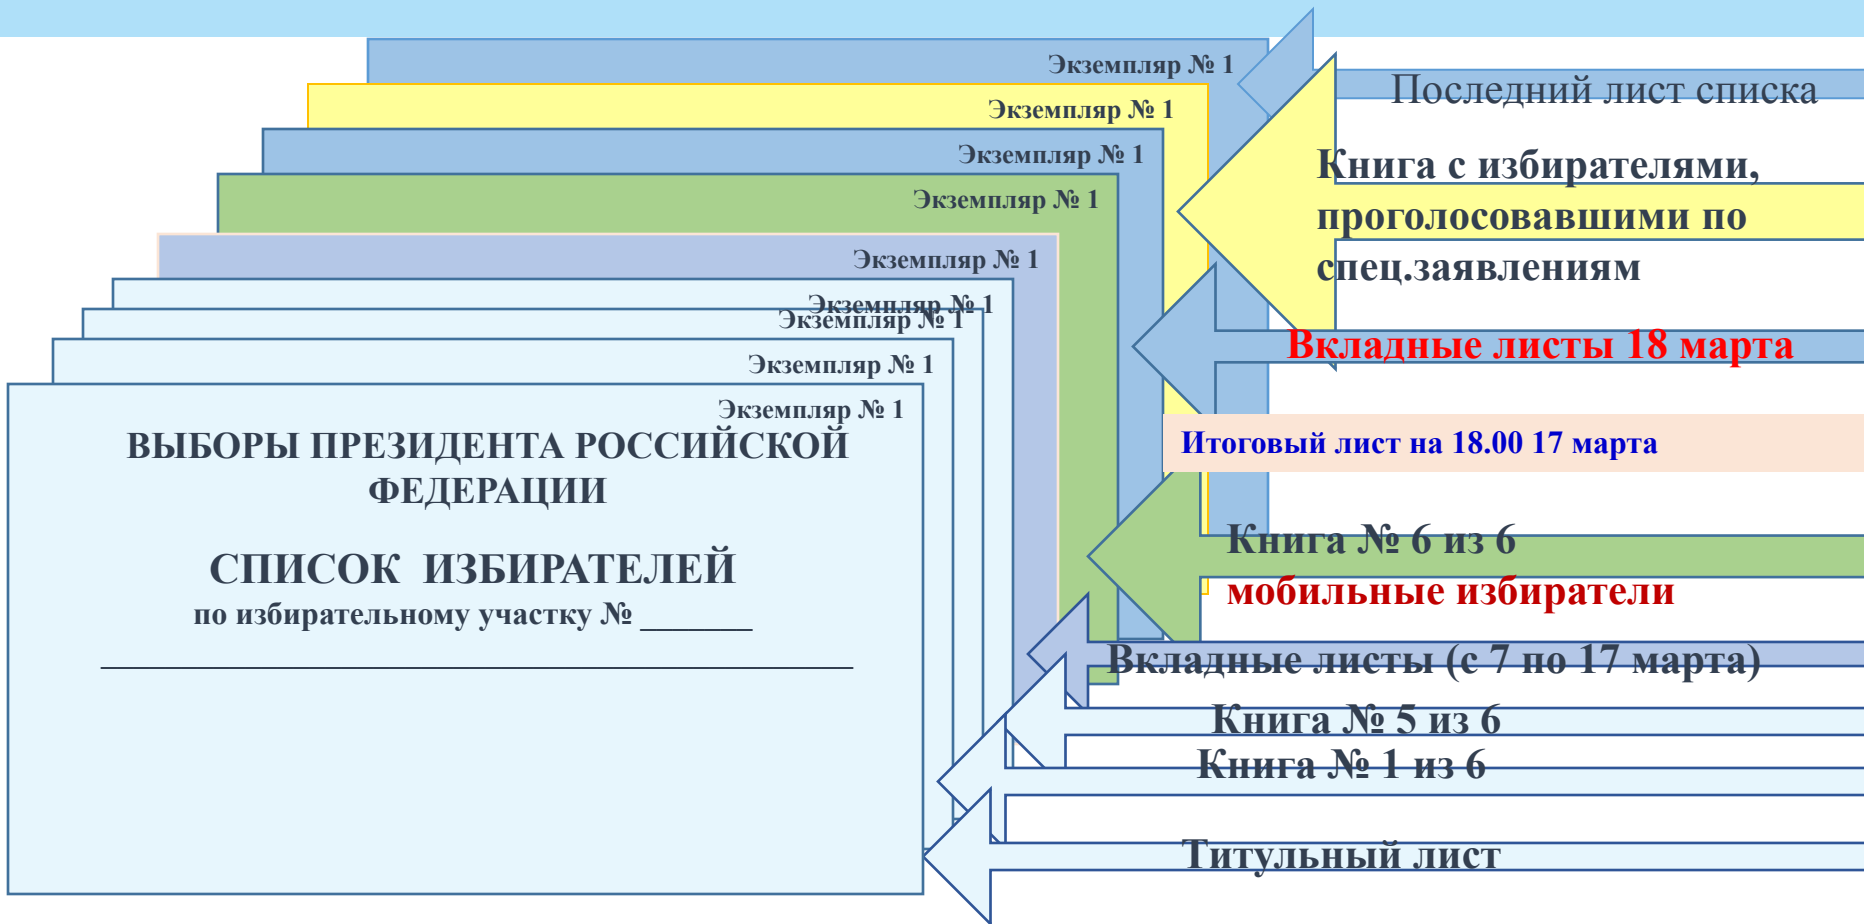 Экземпляр № 1
Последний лист списка
Экземпляр № 1
Экземпляр № 1
Книга с избирателями,
проголосовавшими по
спец.заявлениям
Экземпляр № 1
Экземпляр № 1
Экземпляр № 1
Экземпляр № 1
Вкладные листы 18 марта
Экземпляр № 1
Экземпляр № 1
ВЫБОРЫ ПРЕЗИДЕНТА РОССИЙСКОЙ
ФЕДЕРАЦИИ
СПИСОК ИЗБИРАТЕЛЕЙ
по избирательному участку № _______
Итоговый лист на 18.00 17 марта
Книга № 6 из 6
мобильные избиратели
Вкладные листы (с 7 по 17 марта)
Книга № 5 из 6
Книга № 1 из 6
Титульный лист